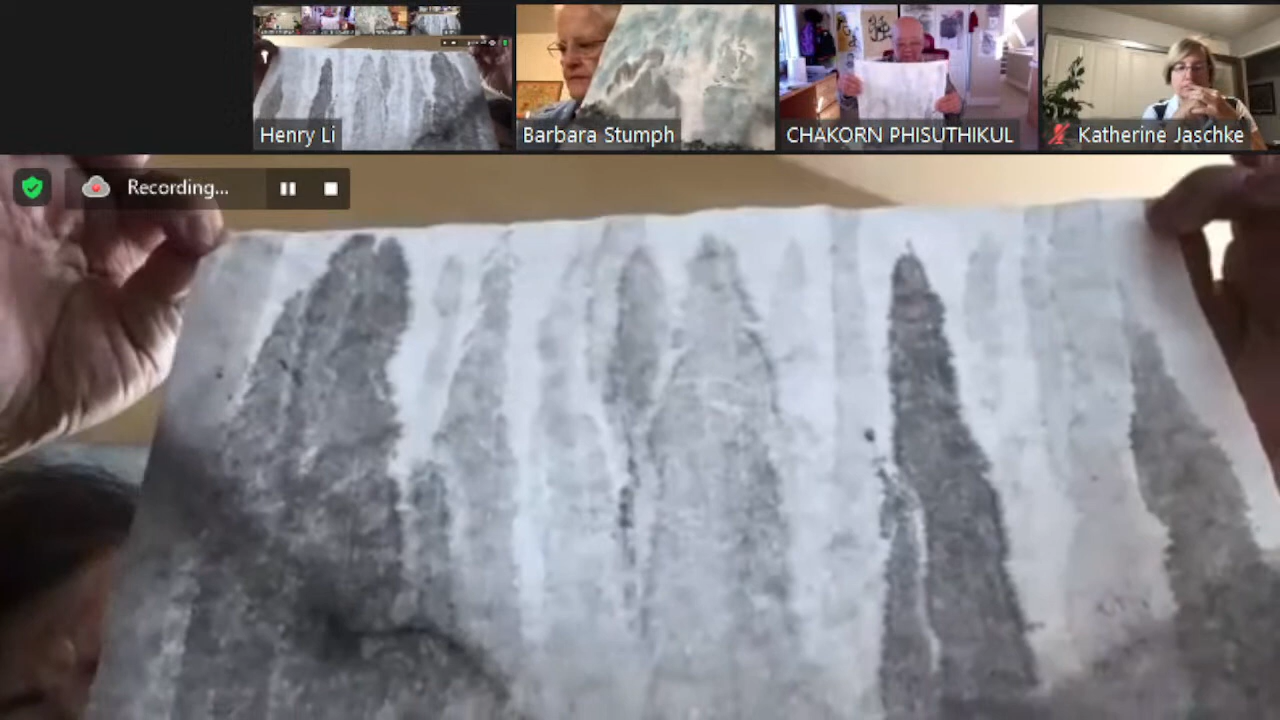 Henry Li
Barbara Stumph
CHAKORN PHISUTHIKUL
Katherine Jaschke
Recording...